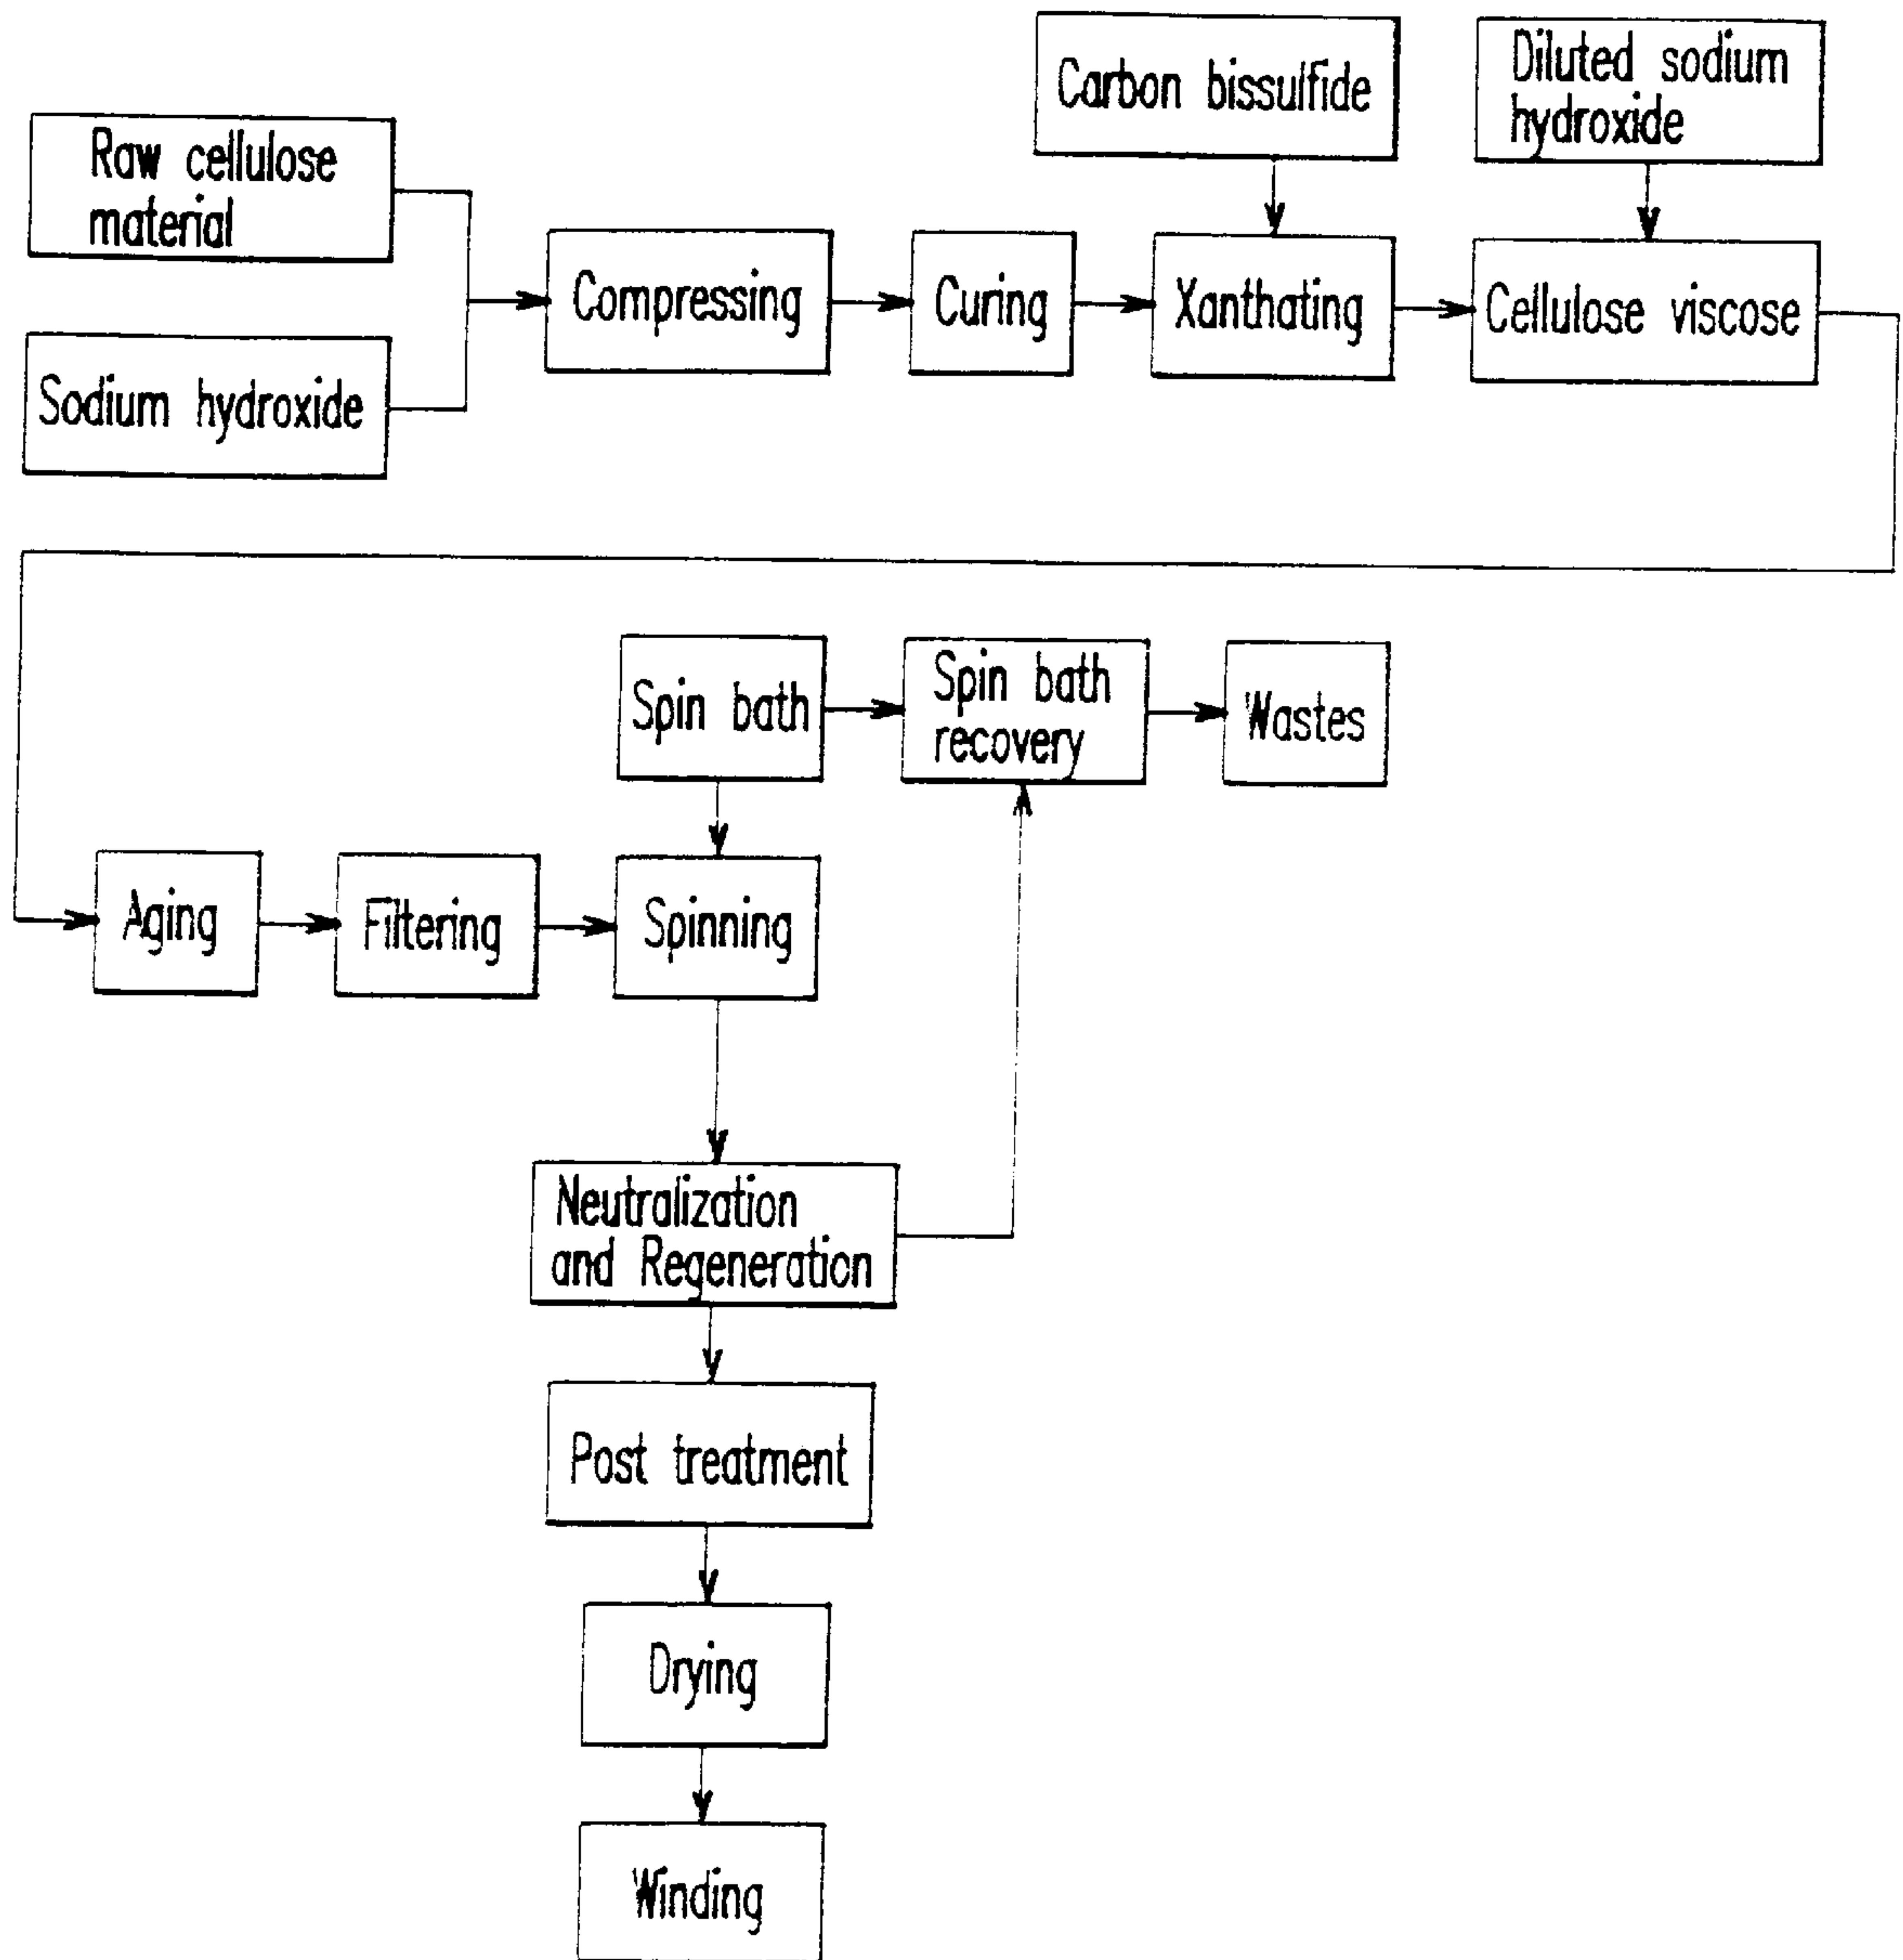 Carbon bissulfide
Diluted sodium
hydroxide
Raw cellulose
material
Sodium hydroxide
Compressing
Curing
Xanthating
Cellulose viscose
Spin bath
Spin bath
recovery
Wastes
Aging
Filtering
Spinning
Neutralization
and Regeneration
Post treatment
Drying
Winding